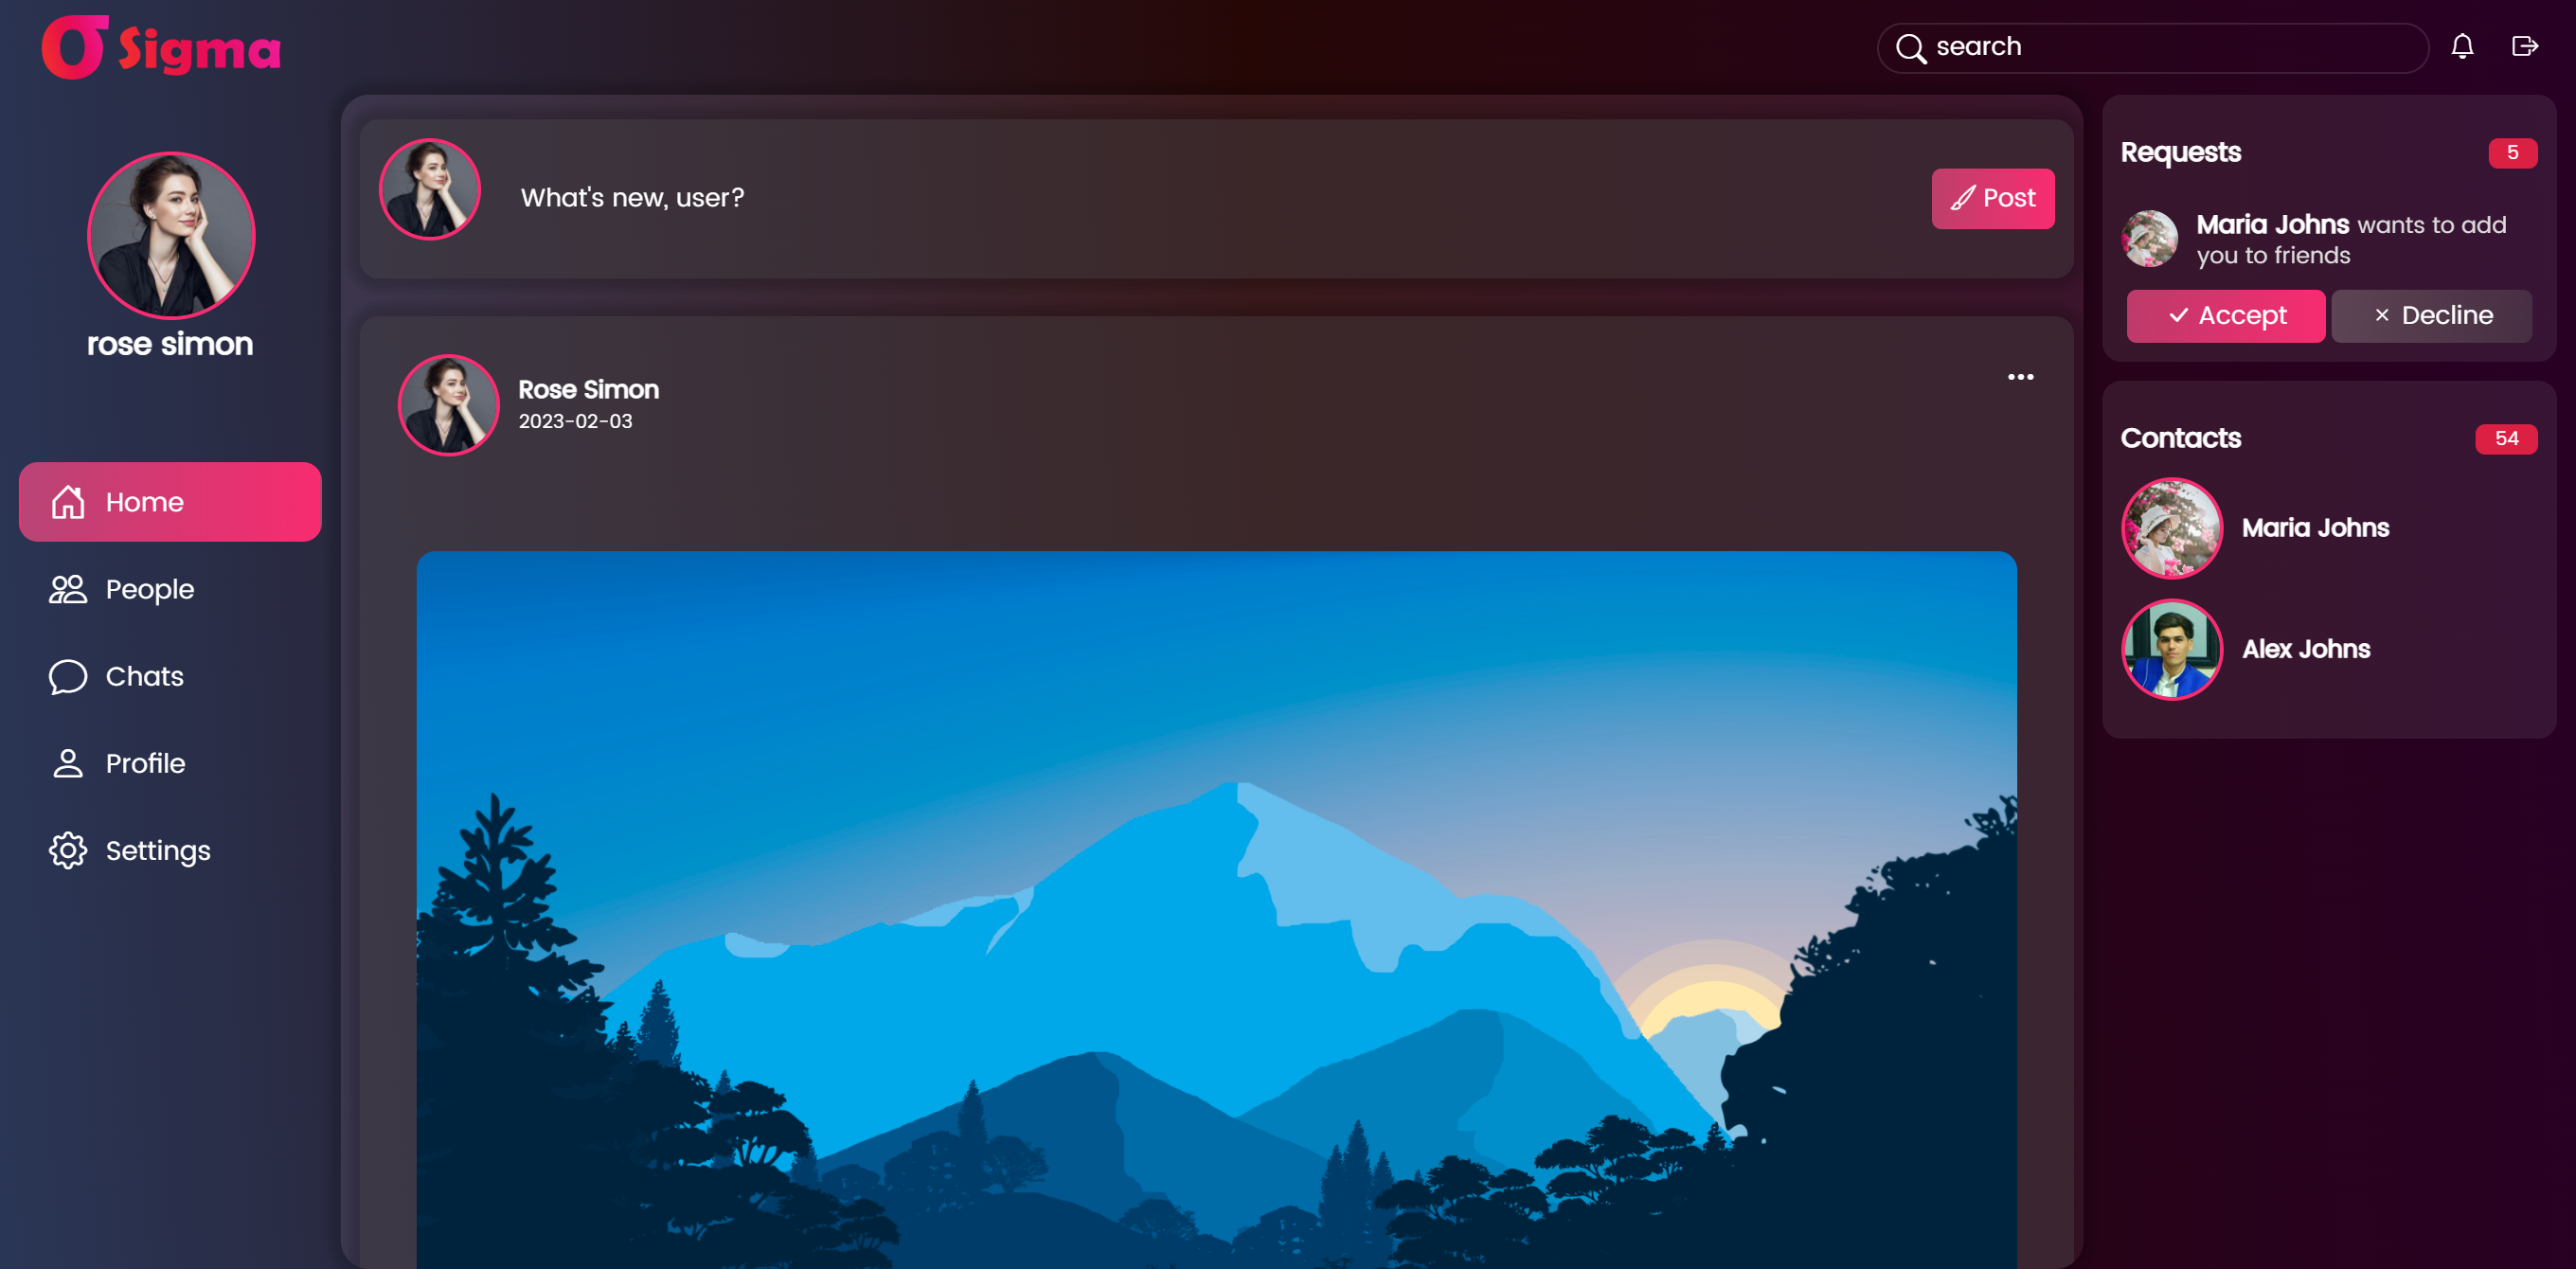 σ Sigma
search
rose simon
Home
People
Chats
Profile
Settings
What's new, user?
Post
Rose Simon
2023-02-03
Requests
5
Maria Johns wants to add
you to friends
Accept
Decline
Contacts
54
Maria Johns
Alex Johns